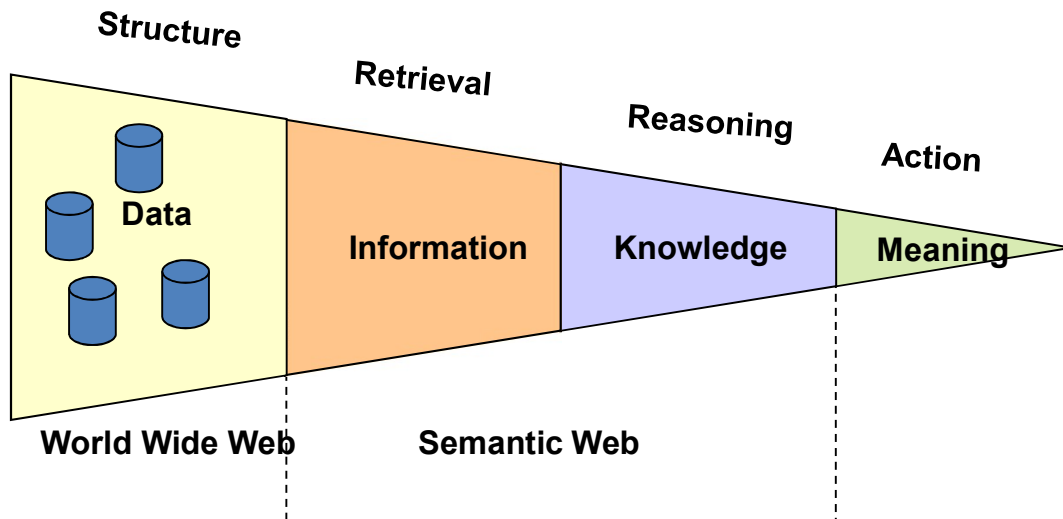 Structure
Retrieval
Reasoning
Action
Data
Information
Knowledge
Meaning
World Wide Web
Semantic Web